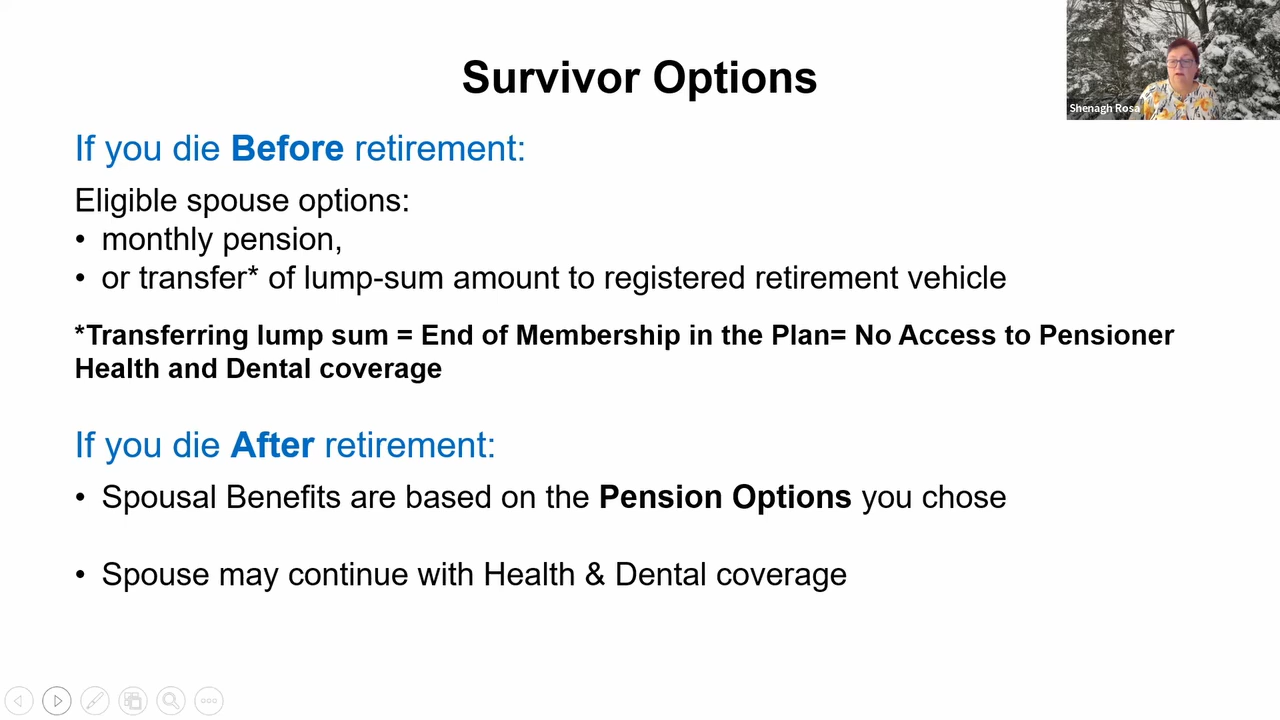 Survivor Options
Shenagh Rosa
If you die Before retirement:
Eligible spouse options:
• monthly pension,
• or transfer* of lump-sum amount to registered retirement vehicle
*Transferring lump sum = End of Membership in the Plan= No Access to Pensioner
Health and Dental coverage
If you die After retirement:
• Spousal Benefits are based on the Pension Options you chose
• Spouse may continue with Health & Dental coverage